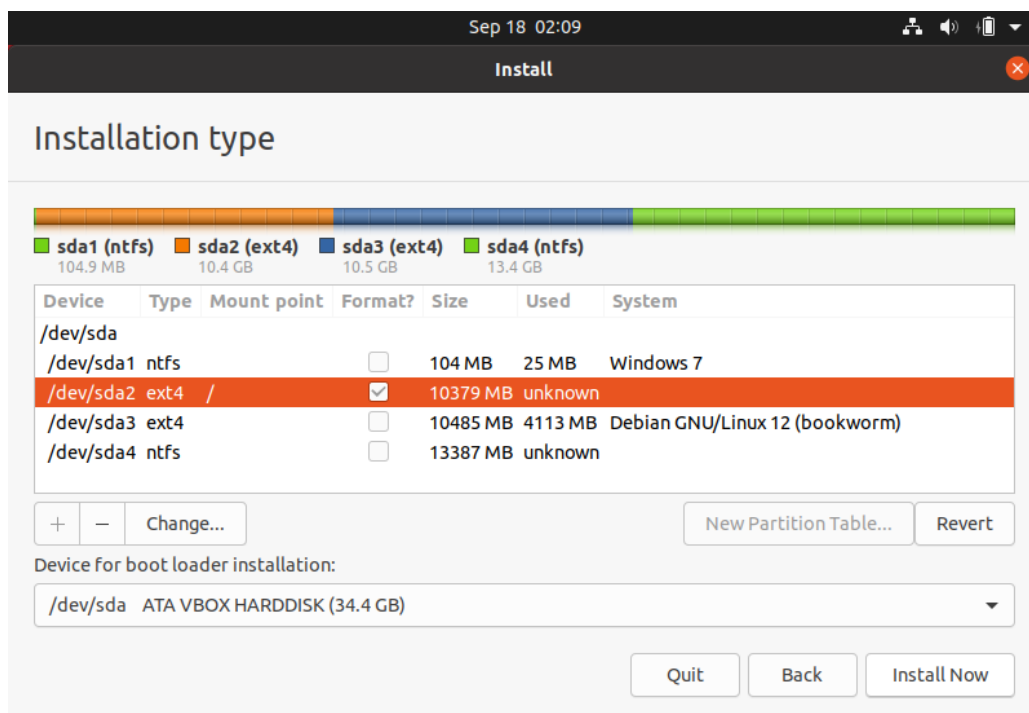 Sep 18 02:09
Install
Installation type
sda1 (ntfs) sda2 (ext4) sda3 (ext4) sda4 (ntfs)
104.9 MB 10.4 GB 10.5 GB 13.4 GB
Device Type Mount point Format? Size Used System
/dev/sda
/dev/sda1 ntfs 104 MB 25 MB Windows 7
/dev/sda2 ext4 / 10379 MB unknown
/dev/sda3 ext4 10485 MB 4113 MB Debian GNU/Linux 12 (bookworm)
/dev/sda4 ntfs 13387 MB unknown
+ − Change... New Partition Table... Revert
Device for boot loader installation:
/dev/sda ATA VBOX HARDDISK (34.4 GB)
Quit Back Install Now